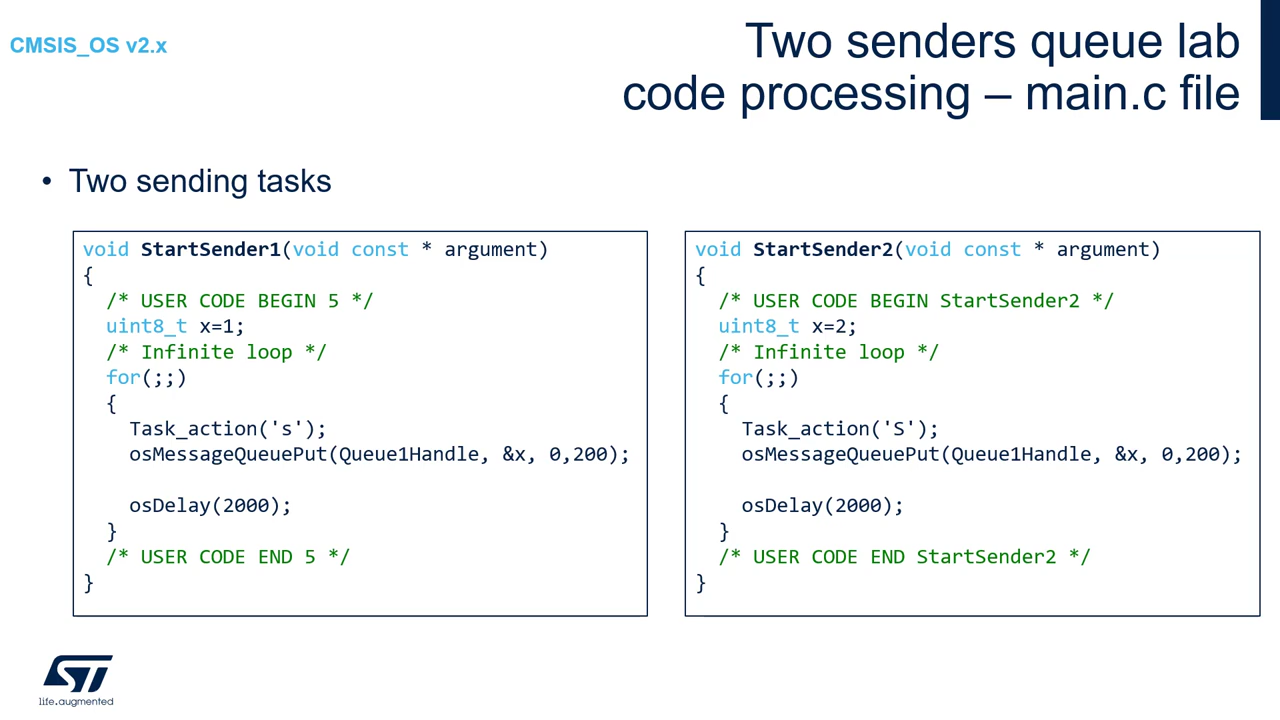 CMSIS_OS v2.x
Two senders queue lab
code processing – main.c file
• Two sending tasks
void StartSender1(void const * argument)
{
  /* USER CODE BEGIN 5 */
  uint8_t x=1;
  /* Infinite loop */
  for(;;)
  {
    Task_action('s');
    osMessageQueuePut(Queue1Handle, &x, 0,200);
    osDelay(2000);
  }
  /* USER CODE END 5 */
}
void StartSender2(void const * argument)
{
  /* USER CODE BEGIN StartSender2 */
  uint8_t x=2;
  /* Infinite loop */
  for(;;)
  {
    Task_action('S');
    osMessageQueuePut(Queue1Handle, &x, 0,200);
    osDelay(2000);
  }
  /* USER CODE END StartSender2 */
}
ST
life.augmented